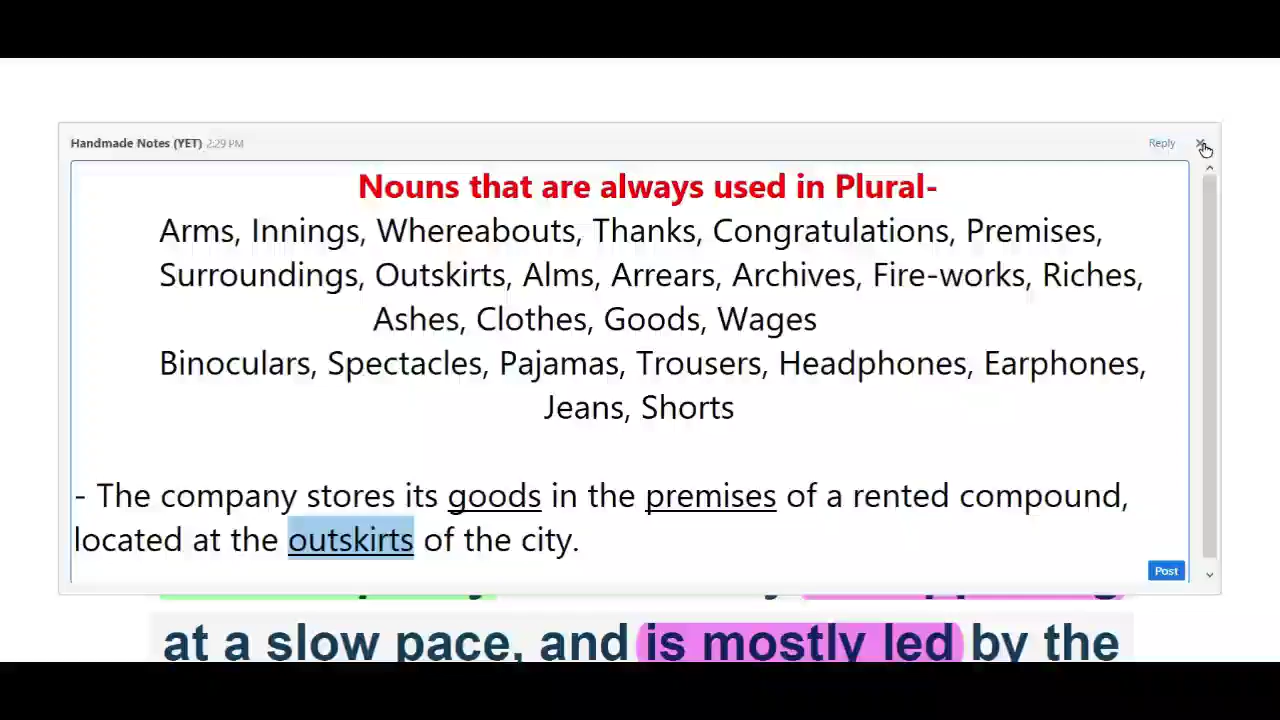 Handmade Notes (YET) 2:29 PM Reply
Nouns that are always used in Plural-
Arms, Innings, Whereabouts, Thanks, Congratulations, Premises,
Surroundings, Outskirts, Alms, Arrears, Archives, Fire-works, Riches,
Ashes, Clothes, Goods, Wages
Binoculars, Spectacles, Pajamas, Trousers, Headphones, Earphones,
Jeans, Shorts
- The company stores its goods in the premises of a rented compound,
located at the outskirts of the city.
Post
at a slow pace, and is mostly led by the